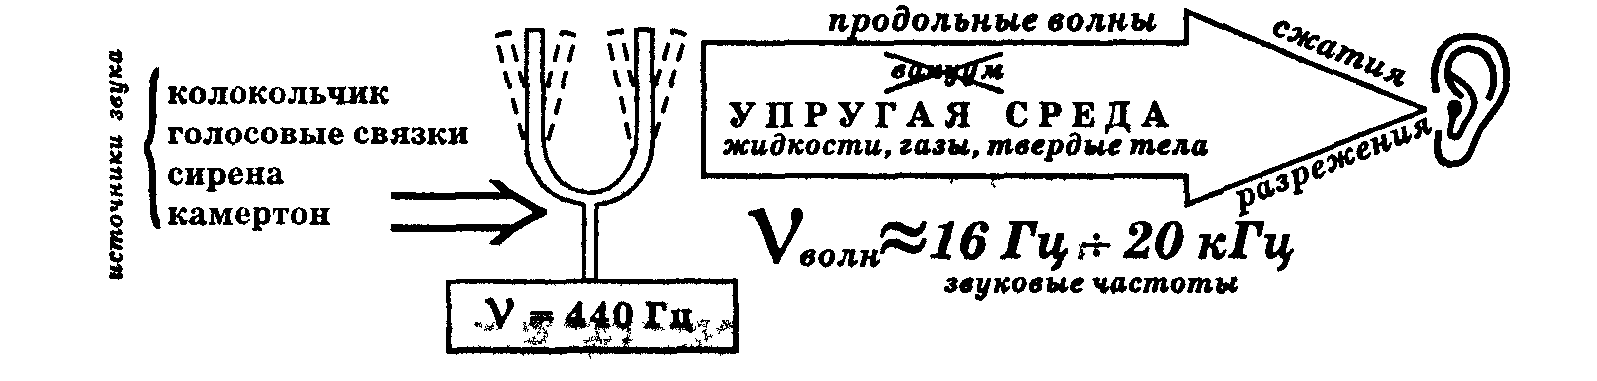 источники звука
колокольчик
голосовые связки
сирена
камертон
ν = 440 Гц
продольные волны
вакуум
УПРУГАЯ СРЕДА
жидкости, газы, твердые тела
сжатия
разрежения
νволн ≈ 16 Гц ÷ 20 кГц
звуковые частоты